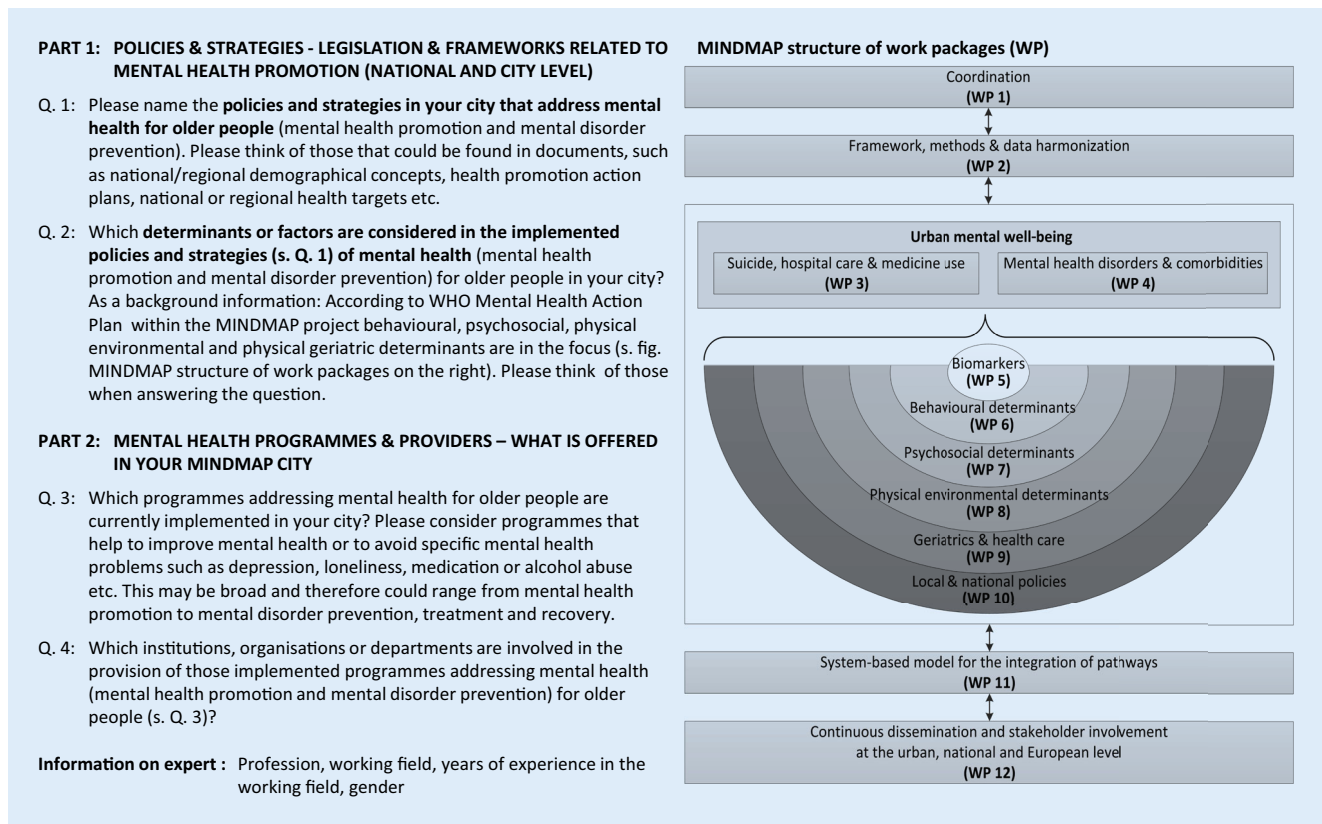 PART 1: POLICIES & STRATEGIES - LEGISLATION & FRAMEWORKS RELATED TO
MENTAL HEALTH PROMOTION (NATIONAL AND CITY LEVEL)
Q. 1: Please name the policies and strategies in your city that address mental
health for older people (mental health promotion and mental disorder
prevention). Please think of those that could be found in documents, such
as national/regional demographical concepts, health promotion action
plans, national or regional health targets etc.
Q. 2: Which determinants or factors are considered in the implemented
policies and strategies (s. Q. 1) of mental health (mental health
promotion and mental disorder prevention) for older people in your city?
As a background information: According to WHO Mental Health Action
Plan within the MINDMAP project behavioural, psychosocial, physical
environmental and physical geriatric determinants are in the focus (s. fig.
MINDMAP structure of work packages on the right). Please think of those
when answering the question.
PART 2: MENTAL HEALTH PROGRAMMES & PROVIDERS – WHAT IS OFFERED
IN YOUR MINDMAP CITY
Q. 3: Which programmes addressing mental health for older people are
currently implemented in your city? Please consider programmes that
help to improve mental health or to avoid specific mental health
problems such as depression, loneliness, medication or alcohol abuse
etc. This may be broad and therefore could range from mental health
promotion to mental disorder prevention, treatment and recovery.
Q. 4: Which institutions, organisations or departments are involved in the
provision of those implemented programmes addressing mental health
(mental health promotion and mental disorder prevention) for older
people (s. Q. 3)?
Information on expert : Profession, working field, years of experience in the
working field, gender
MINDMAP structure of work packages (WP)
Coordination
(WP 1)
Framework, methods & data harmonization
(WP 2)
Urban mental well-being
Suicide, hospital care & medicine use
(WP 3)
Mental health disorders & comorbidities
(WP 4)
Biomarkers
(WP 5)
Behavioural determinants
(WP 6)
Psychosocial determinants
(WP 7)
Physical environmental determinants
(WP 8)
Geriatrics & health care
(WP 9)
Local & national policies
(WP 10)
System-based model for the integration of pathways
(WP 11)
Continuous dissemination and stakeholder involvement
at the urban, national and European level
(WP 12)